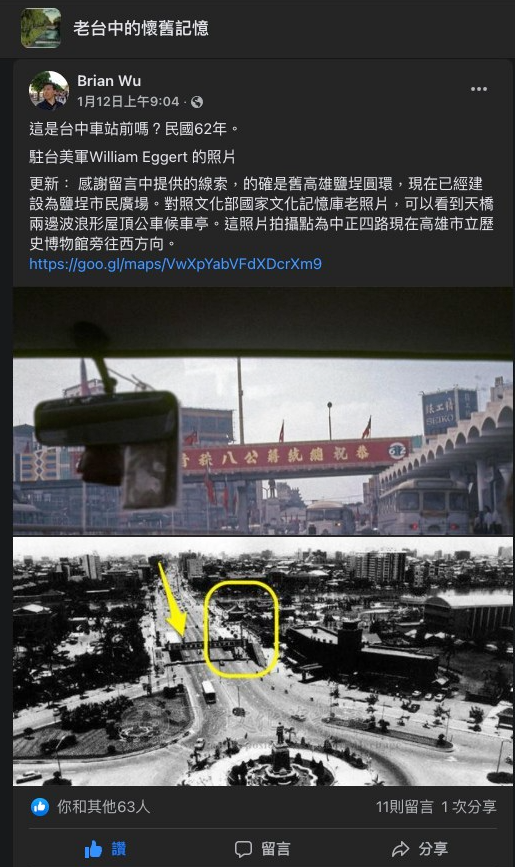 老台中的懷舊記憶
Brian Wu
1月12日上午9:04 ·
這是台中車站前嗎？民國62年。
駐台美軍William Eggert 的照片
更新： 感謝留言中提供的線索，的確是舊高雄鹽埕圓環，現在已經建
設為鹽埕市民廣場。對照文化部國家文化記憶庫老照片，可以看到天橋
兩邊波浪形屋頂公車候車亭。這照片拍攝點為中正四路現在高雄市立歷
史博物館旁往西方向。
https://goo.gl/maps/VwXpYabVFdXDcrXm9
SEIKO
恭祝總統蔣公八秩
你和其他63人
11則留言 1 次分享
讚
留言
分享